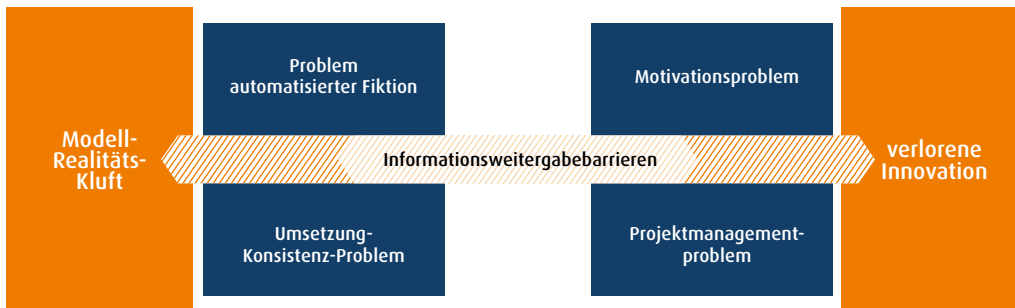 Modell-
Realitäts-
Kluft
Problem
automatisierter Fiktion
Motivationsproblem
Informationsweitergabebarrieren
Umsetzung-
Konsistenz-Problem
Projektmanagement-
problem
verlorene
Innovation